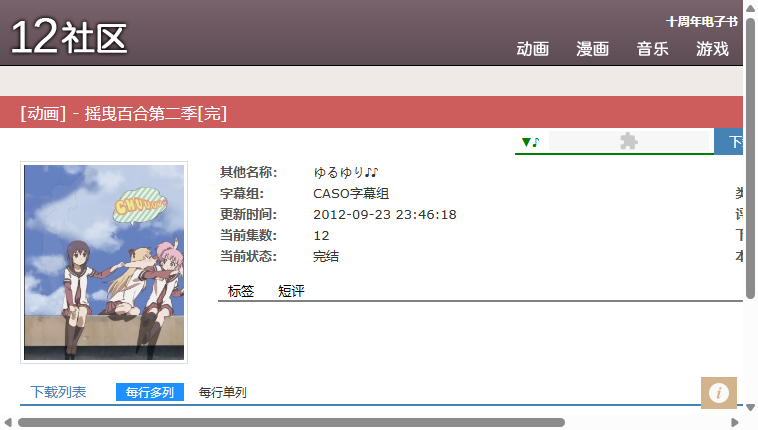 12社区
十周年电子书
动画 漫画 音乐 游戏
[动画] - 摇曳百合第二季[完]
▼♪
其他名称: ゆるゆり♪♪
字幕组: CASO字幕组
更新时间: 2012-09-23 23:46:18
当前集数: 12
当前状态: 完结
标签 短评
下载列表 每行多列 每行单列